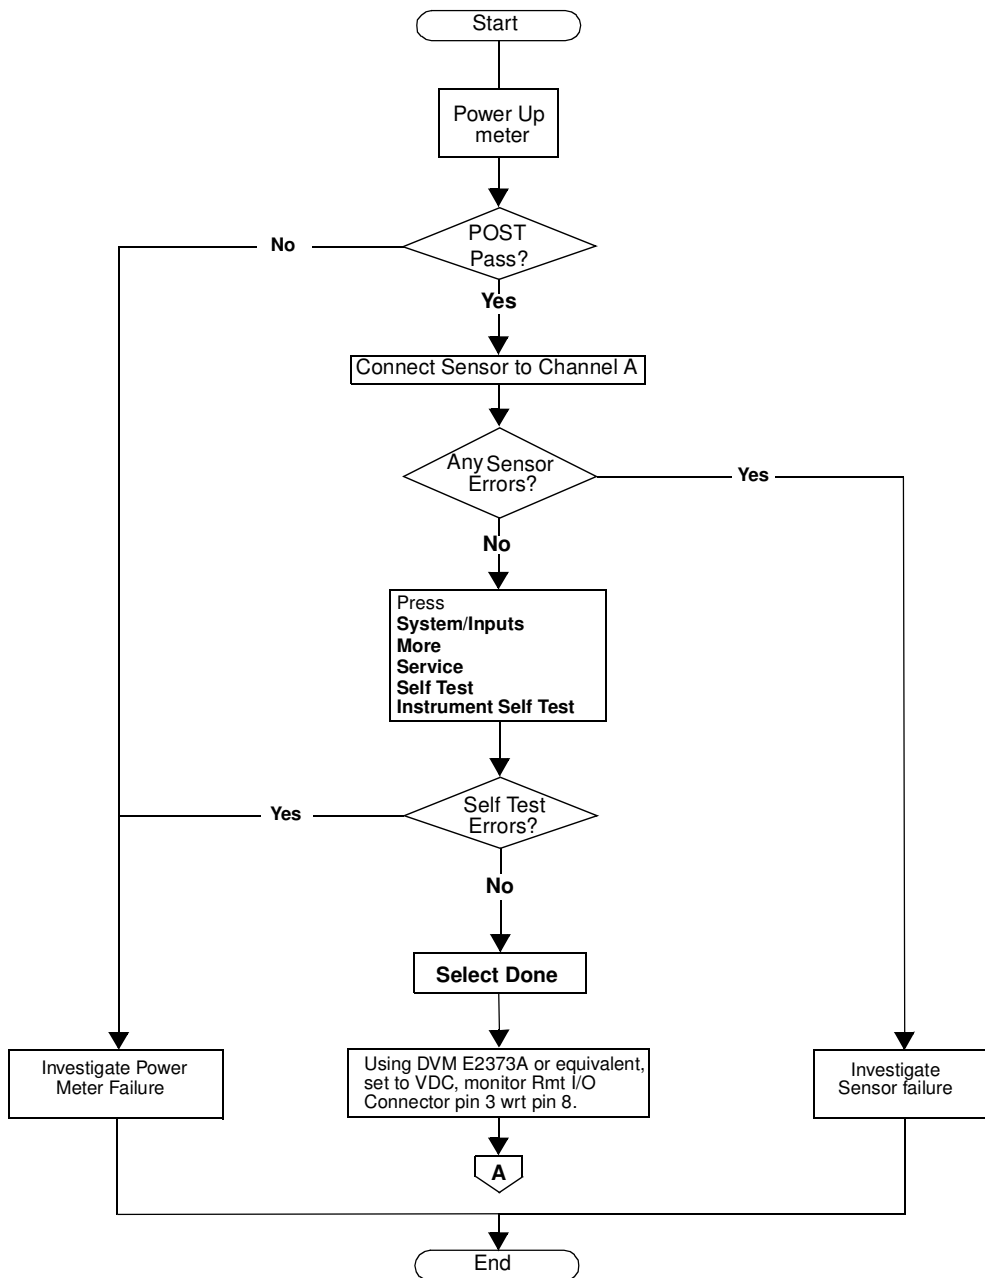 Start
Power Up
meter
POST
Pass?
No
Yes
Connect Sensor to Channel A
Any Sensor
Errors?
Yes
No
Press
System/Inputs
More
Service
Self Test
Instrument Self Test
Self Test
Errors?
Yes
No
Select Done
Investigate Power
Meter Failure
Using DVM E2373A or equivalent,
set to VDC, monitor Rmt I/O
Connector pin 3 wrt pin 8.
Investigate
Sensor failure
A
End